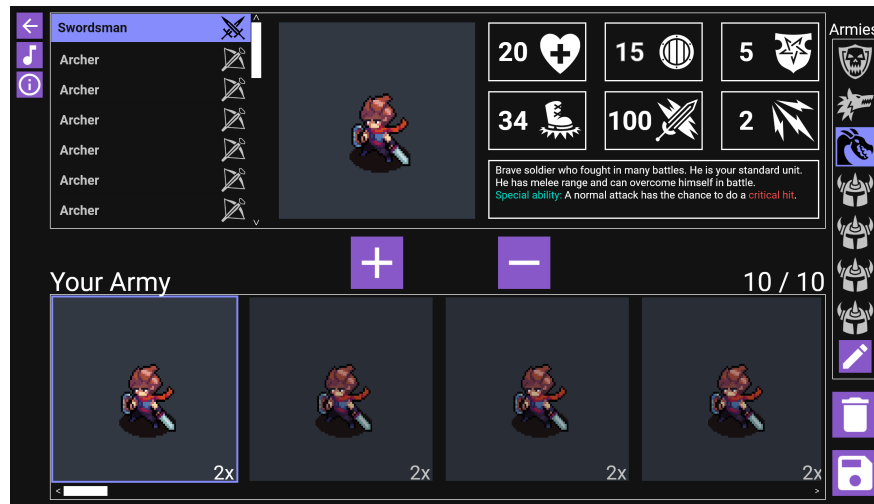 Swordsman
Archer
Archer
Archer
Archer
Archer
Archer
20
15
5
34
100
2
Brave soldier who fought in many battles. He is your standard unit.
He has melee range and can overcome himself in battle.
Special ability: A normal attack has the chance to do a critical hit.
Armies
Your Army
10 / 10
2x
2x
2x
2x